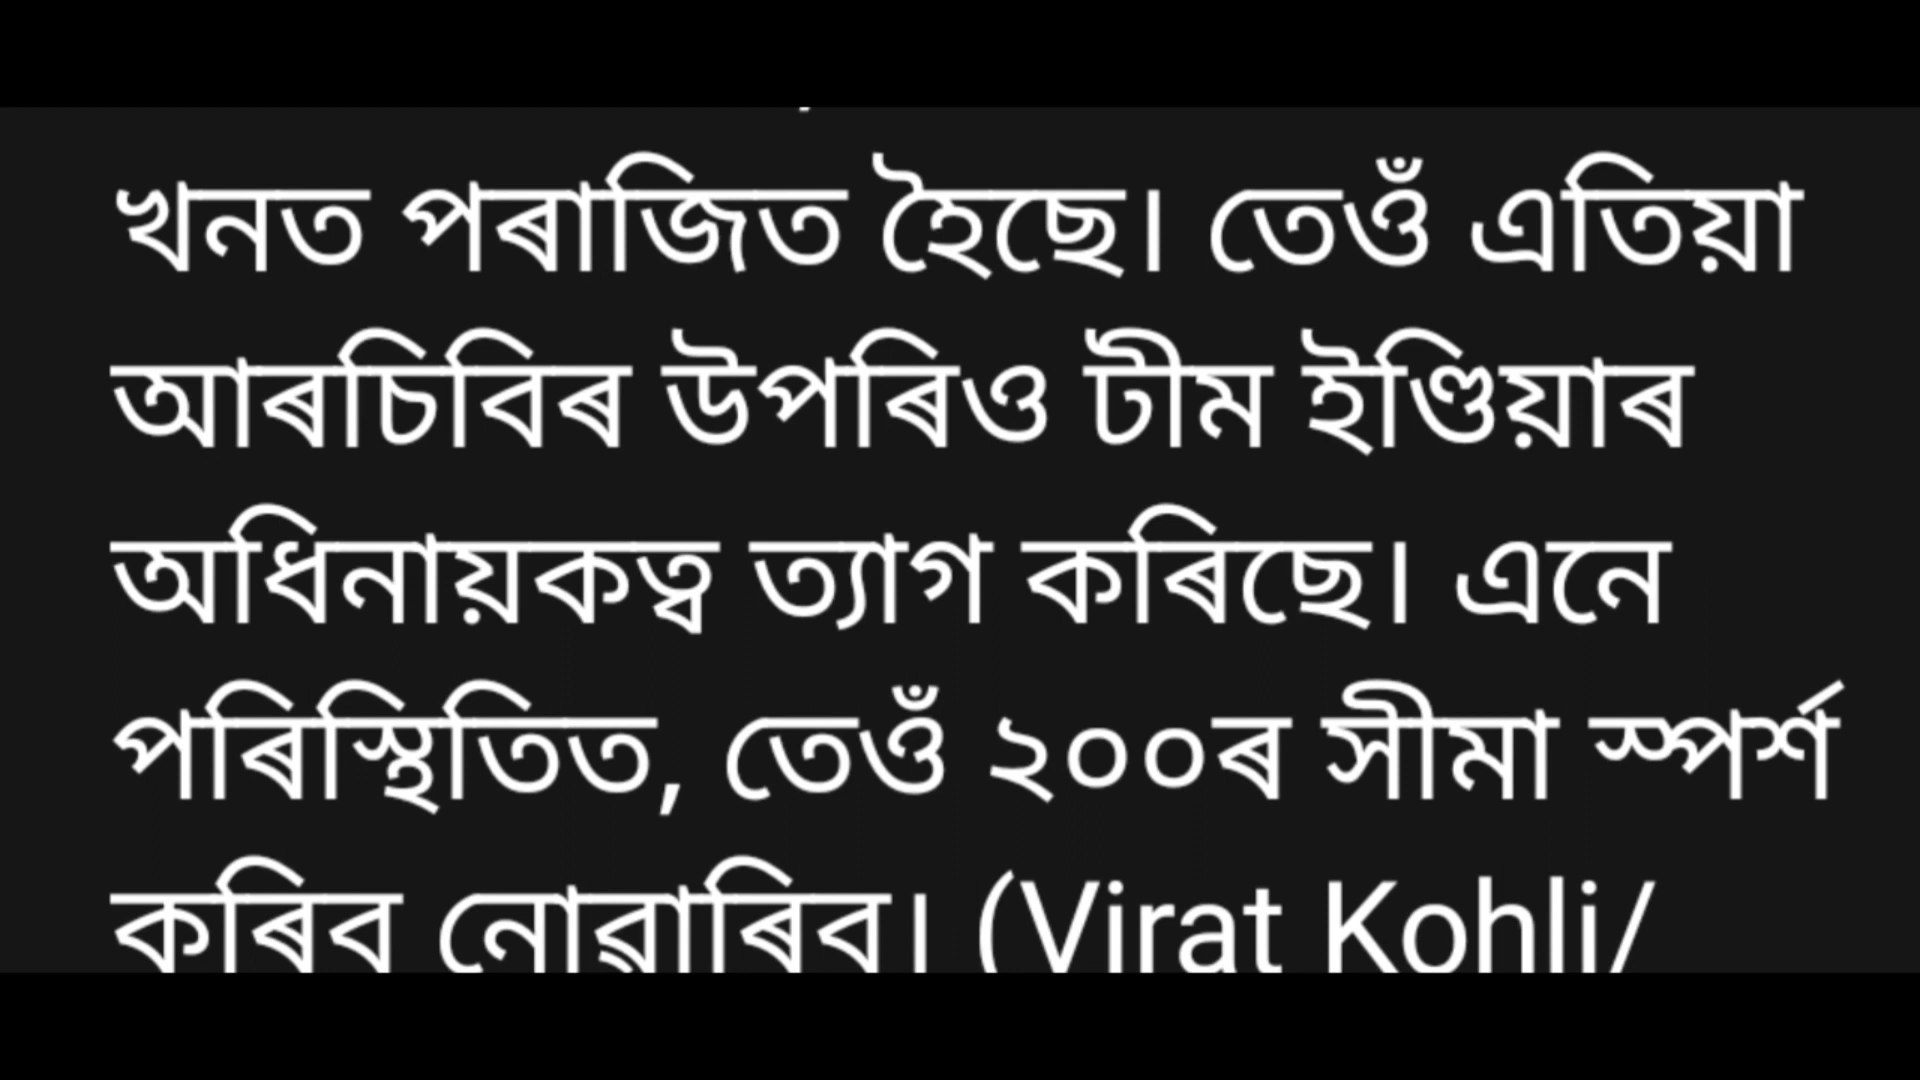 খনত পৰাজিত হৈছে। তেওঁ এতিয়া
আৰচিবিৰ উপৰিও টীম ইণ্ডিয়াৰ
অধিনায়কত্ব ত্যাগ কৰিছে। এনে
পৰিস্থিতিত, তেওঁ ২০০ৰ সীমা স্পৰ্শ
কৰিব নোৱাৰিব। (Virat Kohli/